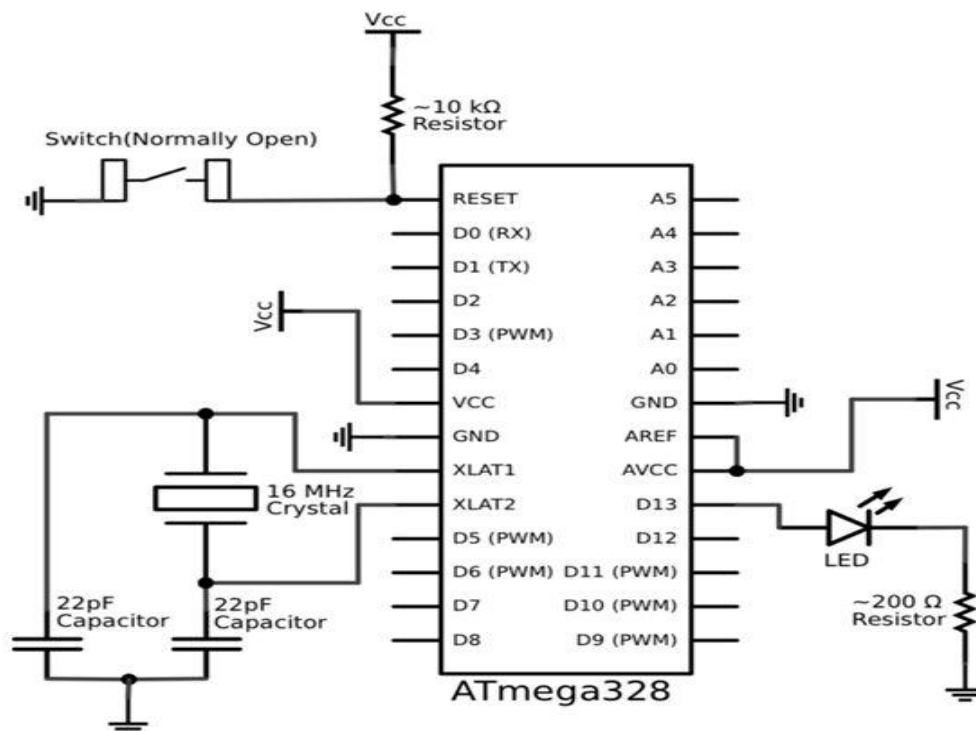 Vcc
~10 kΩ
Resistor
Switch(Normally Open)
RESET
D0 (RX)
D1 (TX)
D2
D3 (PWM)
D4
VCC
GND
XLAT1
XLAT2
D5 (PWM)
D6 (PWM)
D7
D8
A5
A4
A3
A2
A1
A0
GND
AREF
AVCC
D13
D12
D11 (PWM)
D10 (PWM)
D9 (PWM)
Vcc
Vcc
16 MHz
Crystal
22pF
Capacitor
22pF
Capacitor
LED
~200 Ω
Resistor
ATmega328